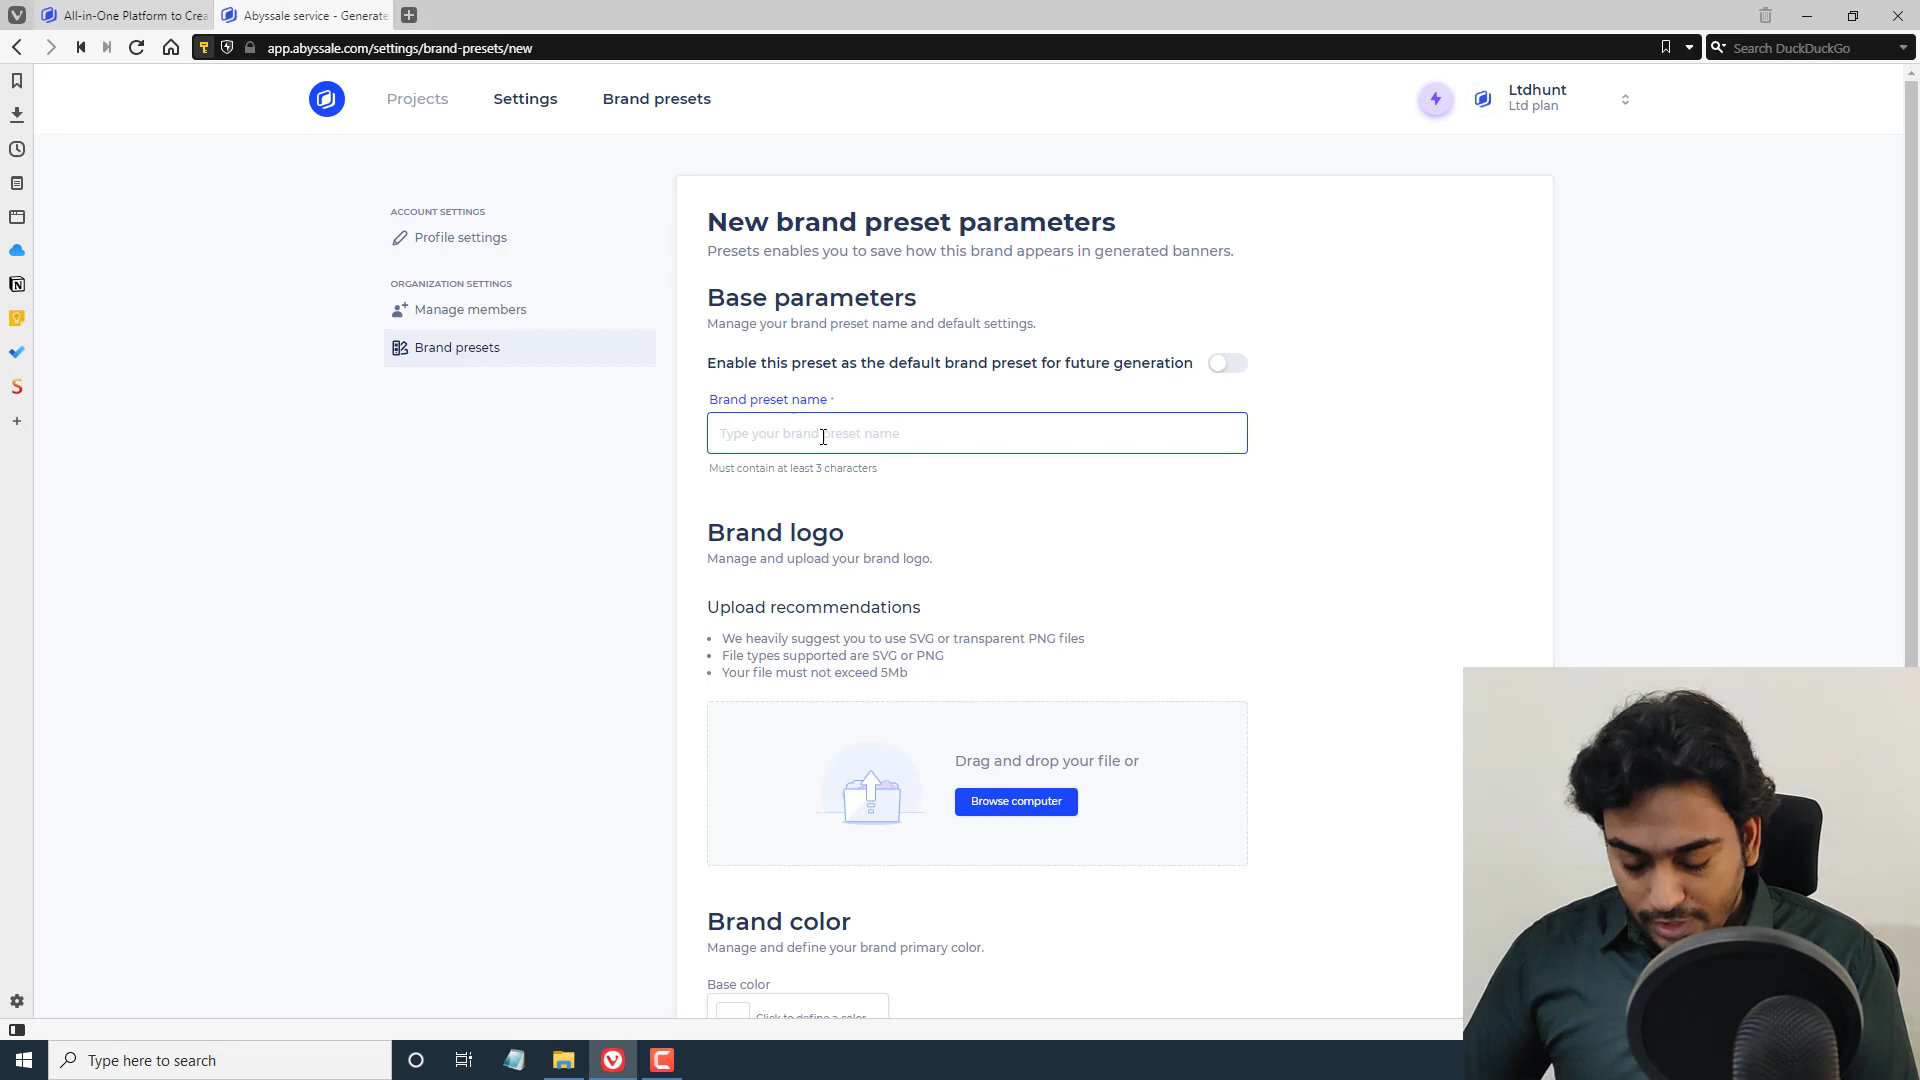 All-in-One Platform to Crea
Abyssale service - Generate
app.abyssale.com/settings/brand-presets/new
Search DuckDuckGo
Projects
Settings
Brand presets
Ltdhunt
Ltd plan
ACCOUNT SETTINGS
Profile settings
ORGANIZATION SETTINGS
Manage members
Brand presets
New brand preset parameters
Presets enables you to save how this brand appears in generated banners.
Base parameters
Manage your brand preset name and default settings.
Enable this preset as the default brand preset for future generation
Brand preset name *
Type your brand preset name
Must contain at least 3 characters
Brand logo
Manage and upload your brand logo.
Upload recommendations
• We heavily suggest you to use SVG or transparent PNG files
• File types supported are SVG or PNG
• Your file must not exceed 5Mb
Drag and drop your file or
Browse computer
Brand color
Manage and define your brand primary color.
Base color
Click to define a color
Type here to search